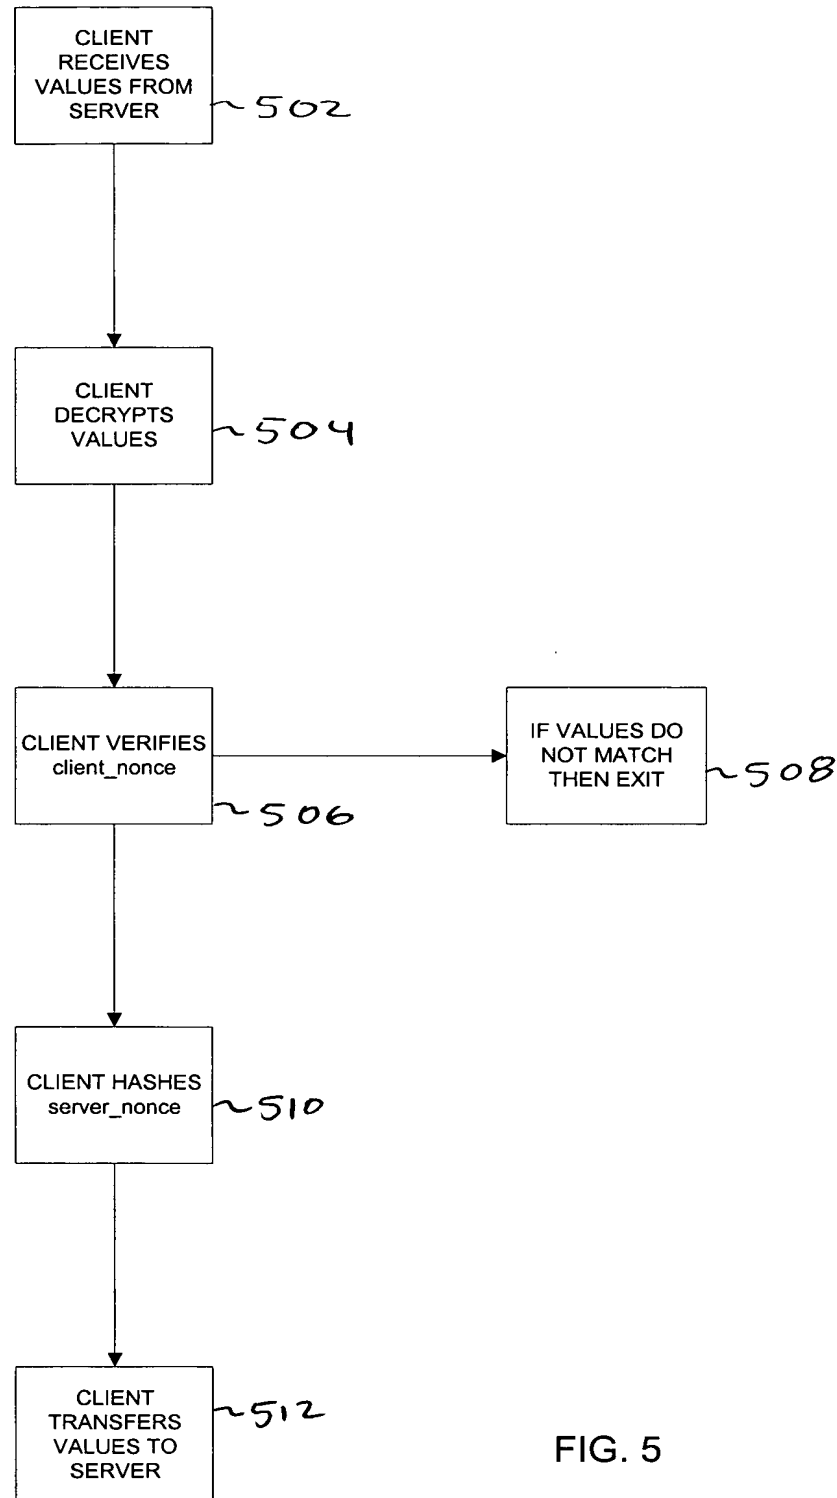 CLIENT
RECEIVES
VALUES FROM
SERVER
502
CLIENT
DECRYPTS
VALUES
504
CLIENT VERIFIES
client_nonce
506
IF VALUES DO
NOT MATCH
THEN EXIT
508
CLIENT HASHES
server_nonce
510
CLIENT
TRANSFERS
VALUES TO
SERVER
512
FIG. 5